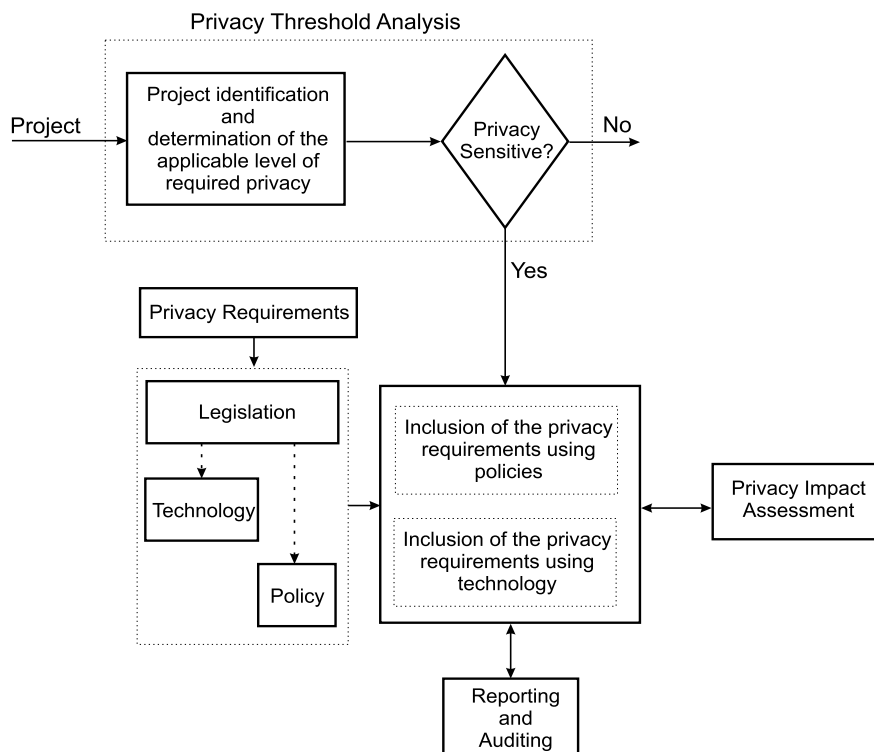 Privacy Threshold Analysis
Project
Project identification
and
determination of the
applicable level of
required privacy
Privacy
Sensitive?
No
Yes
Privacy Requirements
Legislation
Technology
Policy
Inclusion of the privacy
requirements using
policies
Inclusion of the privacy
requirements using
technology
Privacy Impact
Assessment
Reporting
and
Auditing